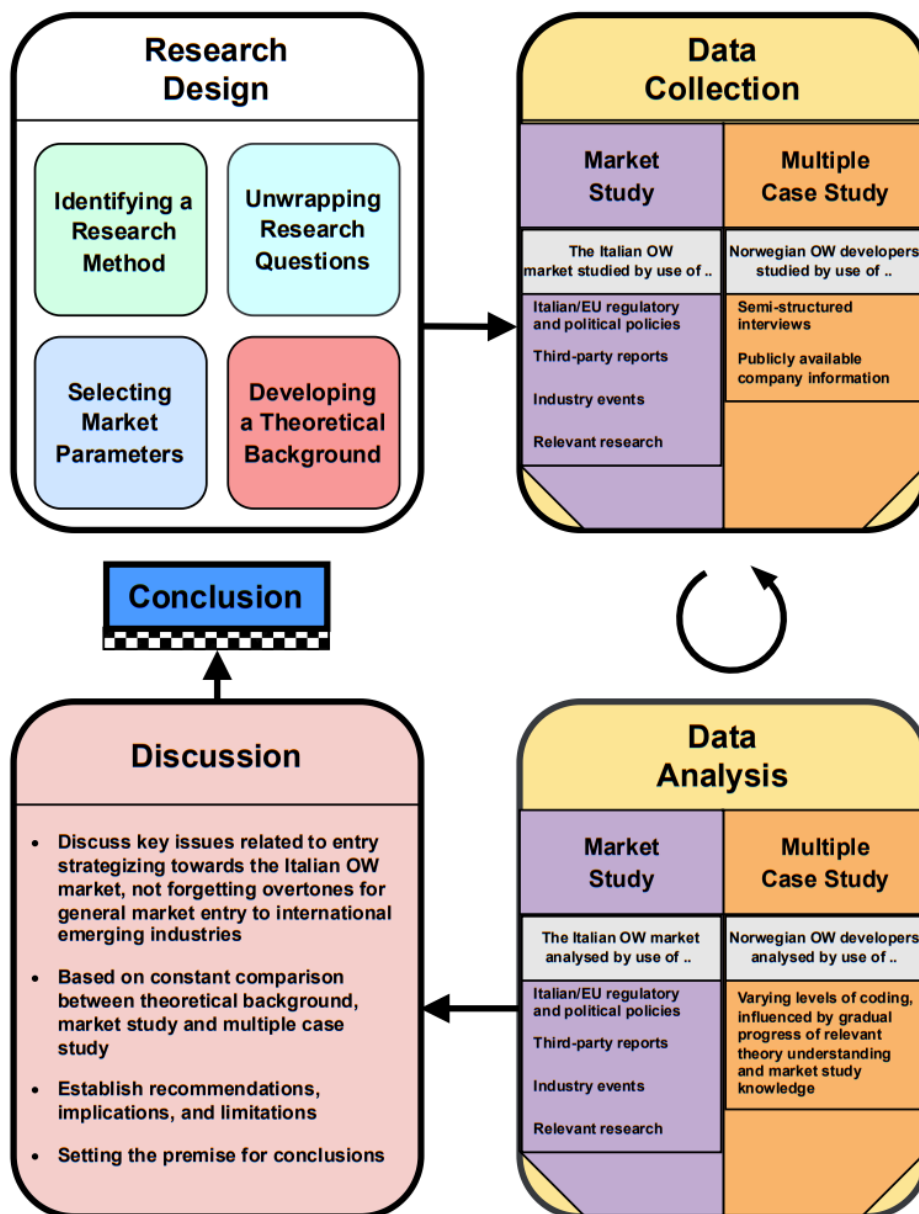 Research
Design
Identifying a
Research
Method
Unwrapping
Research
Questions
Selecting
Market
Parameters
Developing
a Theoretical
Background
Data
Collection
Market
Study
The Italian OW
market studied by use of ..
Italian/EU regulatory
and political policies
Third-party reports
Industry events
Relevant research
Multiple
Case Study
Norwegian OW developers
studied by use of ..
Semi-structured
interviews
Publicly available
company information
Conclusion
Discussion
• Discuss key issues related to entry
strategizing towards the Italian OW
market, not forgetting overtones for
general market entry to international
emerging industries
• Based on constant comparison
between theoretical background,
market study and multiple case
study
• Establish recommendations,
implications, and limitations
• Setting the premise for conclusions
Data
Analysis
Market
Study
The Italian OW market
analysed by use of ..
Italian/EU regulatory
and political policies
Third-party reports
Industry events
Relevant research
Multiple
Case Study
Norwegian OW developers
analysed by use of ..
Varying levels of coding,
influenced by gradual
progress of relevant
theory understanding
and market study
knowledge